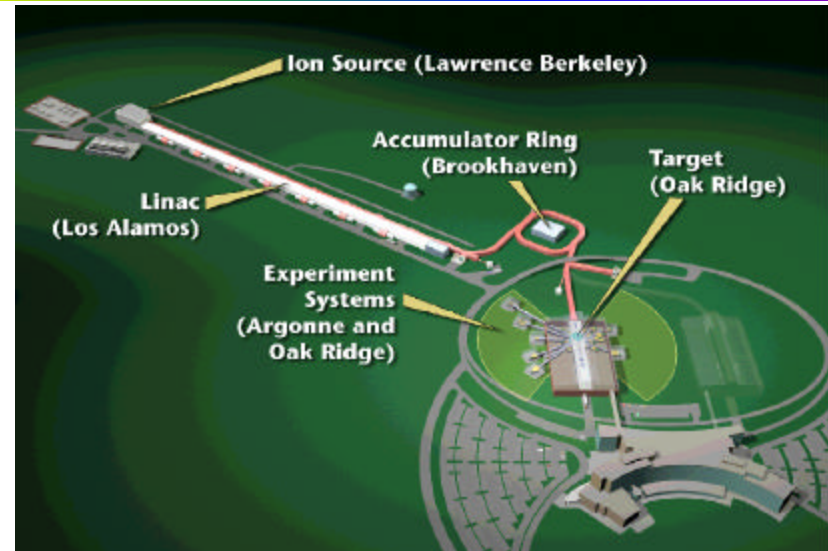 Ion Source (Lawrence Berkeley)
Accumulator Ring
(Brookhaven)
Target
(Oak Ridge)
Linac
(Los Alamos)
Experiment
Systems
(Argonne and
Oak Ridge)